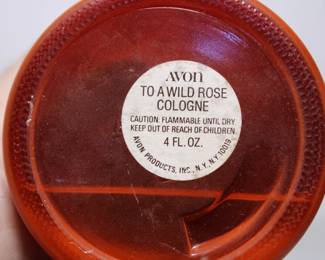 AVON
TO A WILD ROSE
COLOGNE
CAUTION: FLAMMABLE UNTIL DRY
KEEP OUT OF REACH OF CHILDREN.
4 FL. OZ.
AVON PRODUCTS, INC., N.Y., N.Y. 10019